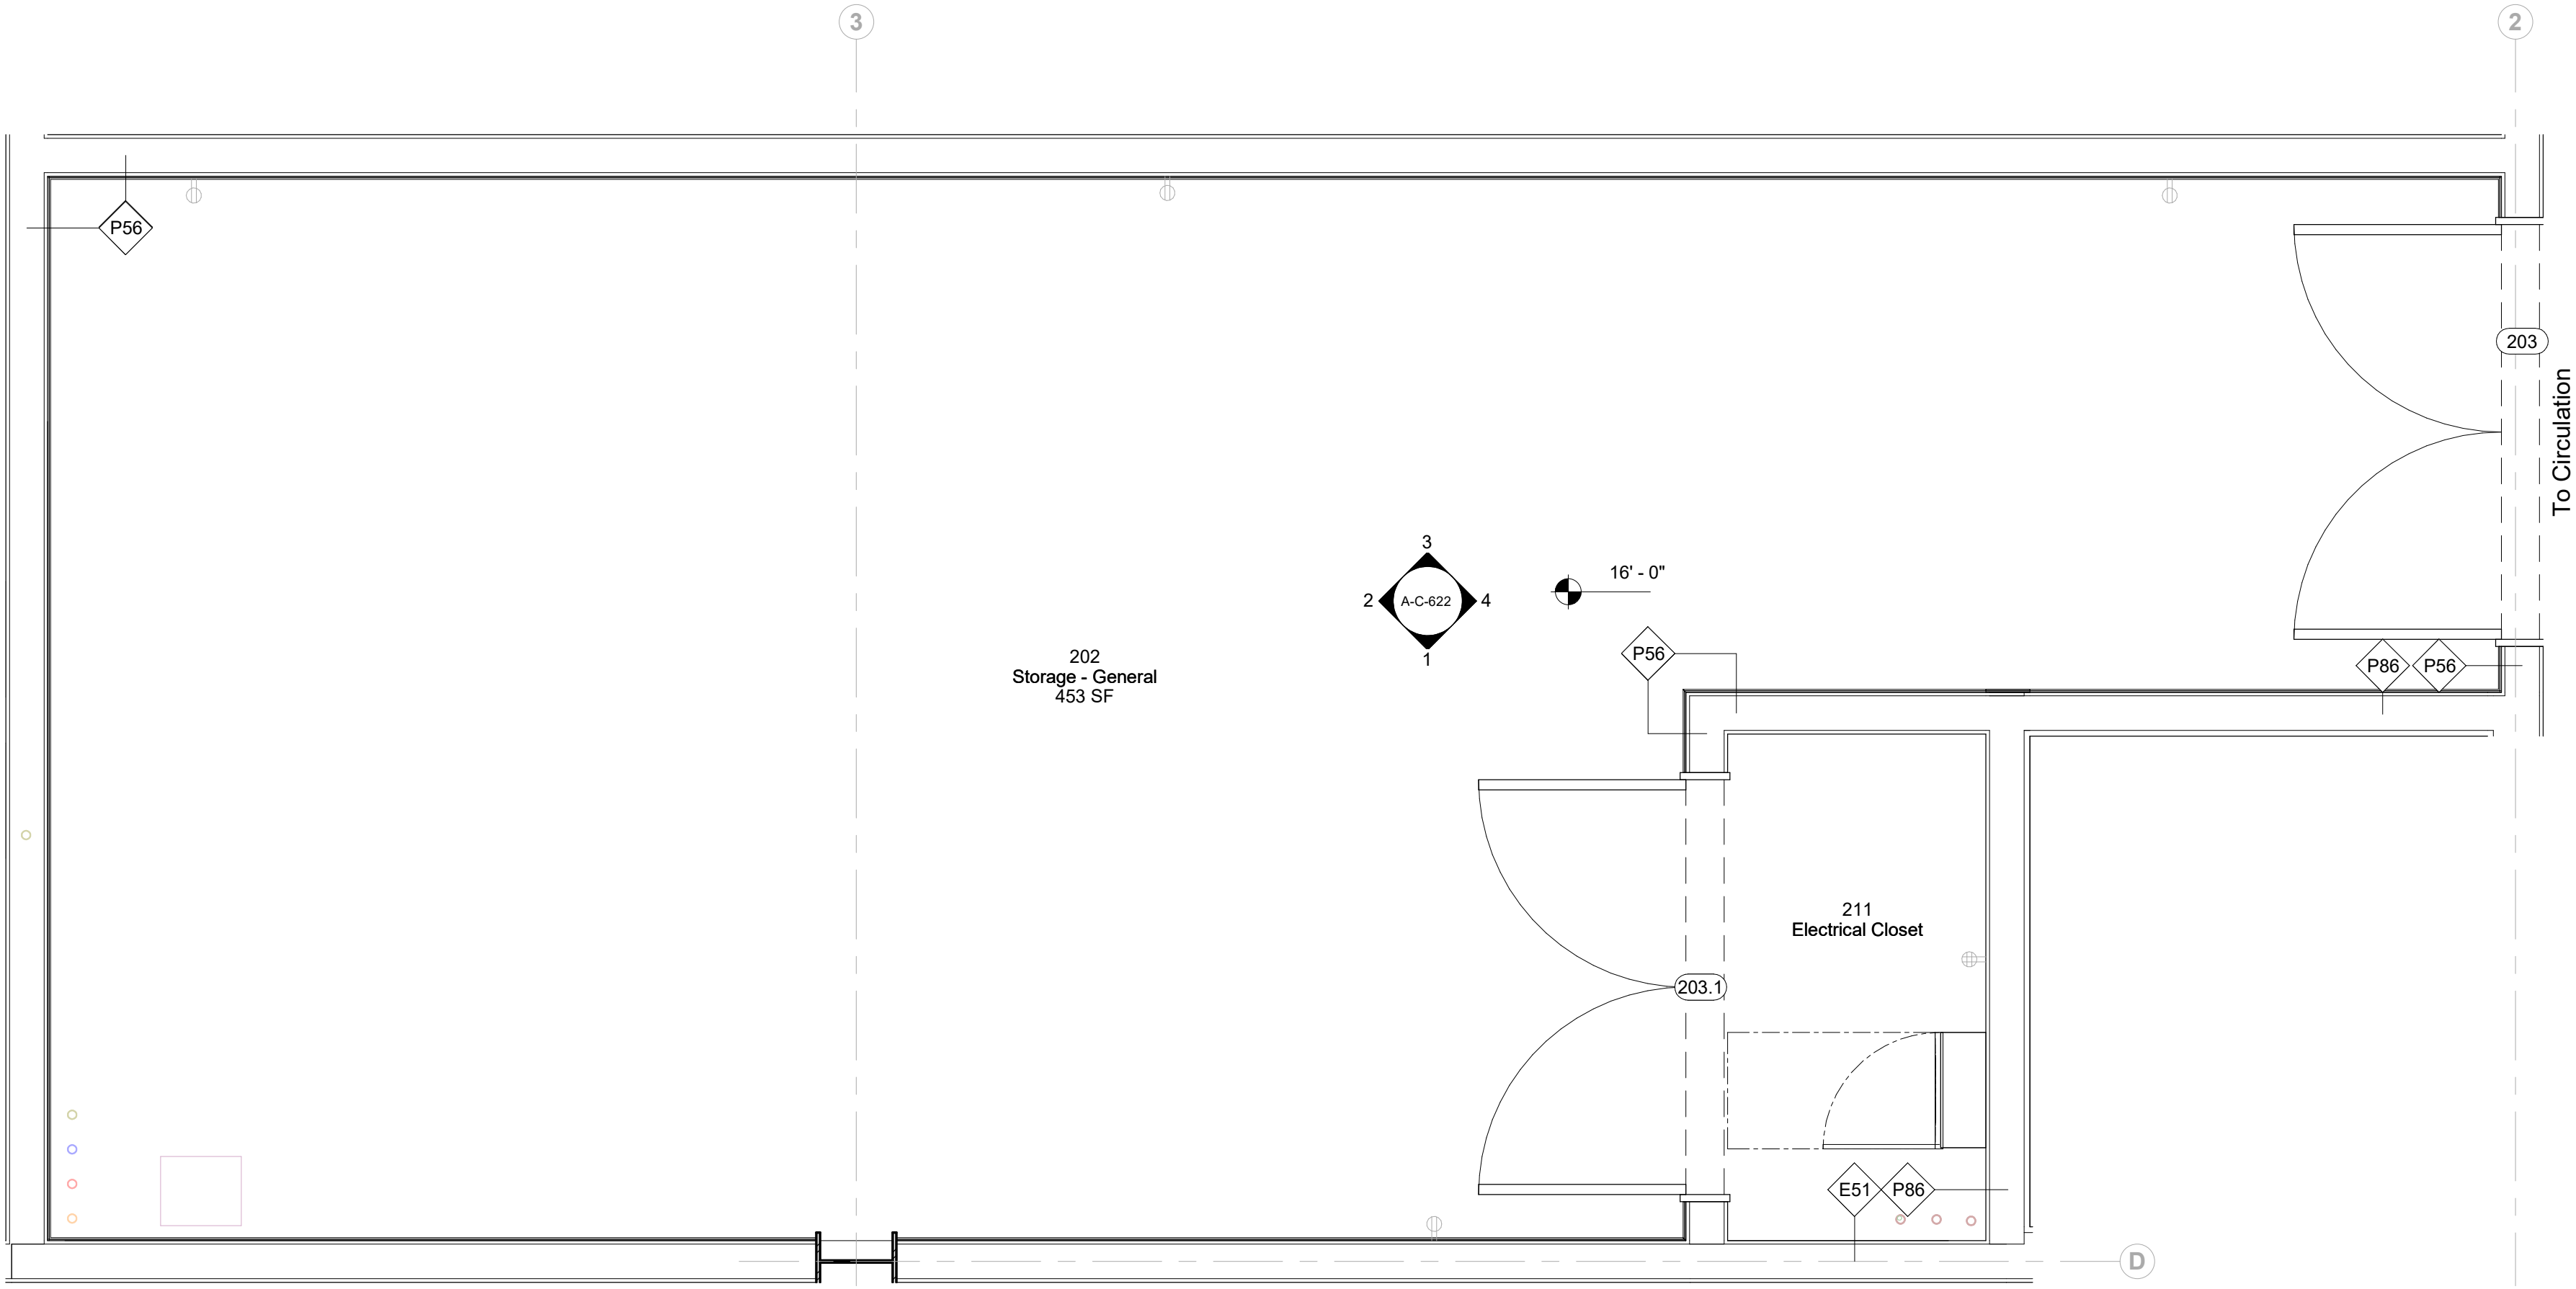 3
2
P56
203
To Circulation
3
2
A-C-622
4
1
16' - 0"
202
Storage - General
453 SF
P56
P86
P56
211
Electrical Closet
203.1
E51
P86
D